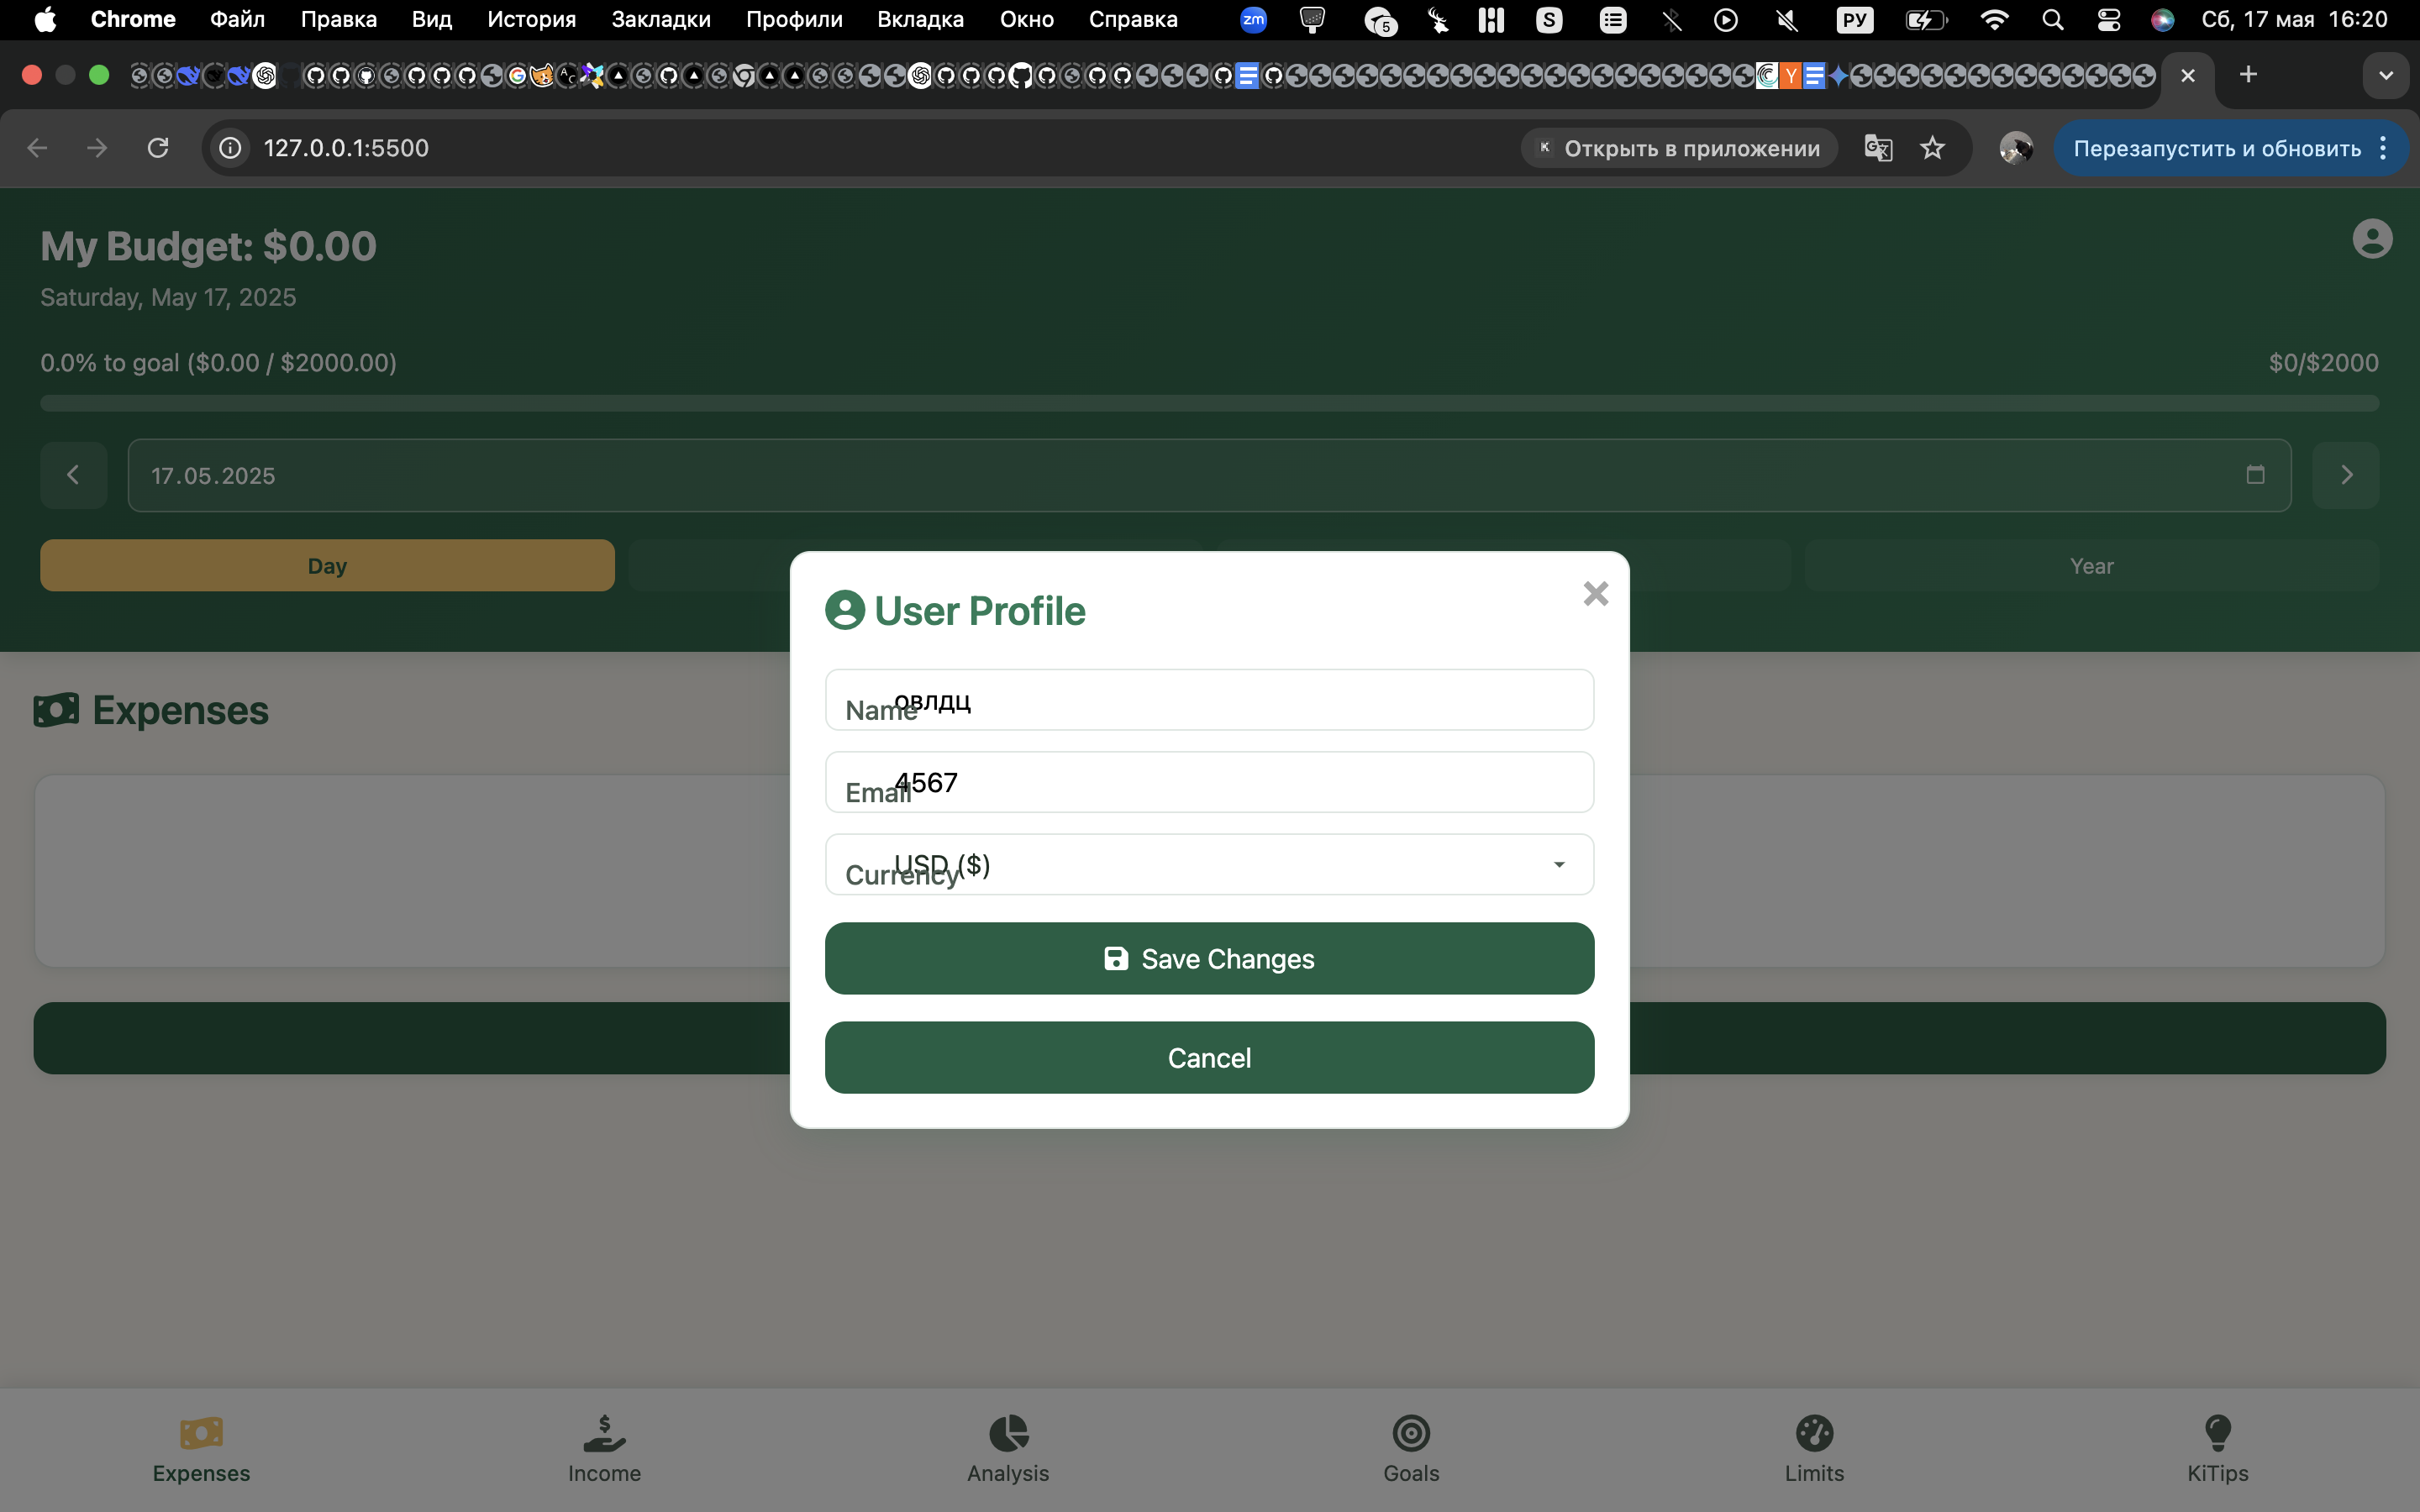 Chrome Файл Правка Вид История Закладки Профили Вкладка Окно Справка zm 5 S РУ Сб, 17 мая 16:20
127.0.0.1:5500 K Открыть в приложении Перезапустить и обновить
My Budget: $0.00
Saturday, May 17, 2025
0.0% to goal ($0.00 / $2000.00) $0/$2000
17.05.2025
Day Year
User Profile
Name овлдц
Email 4567
Currency USD ($)
Save Changes
Cancel
Expenses
Expenses Income Analysis Goals Limits KiTips